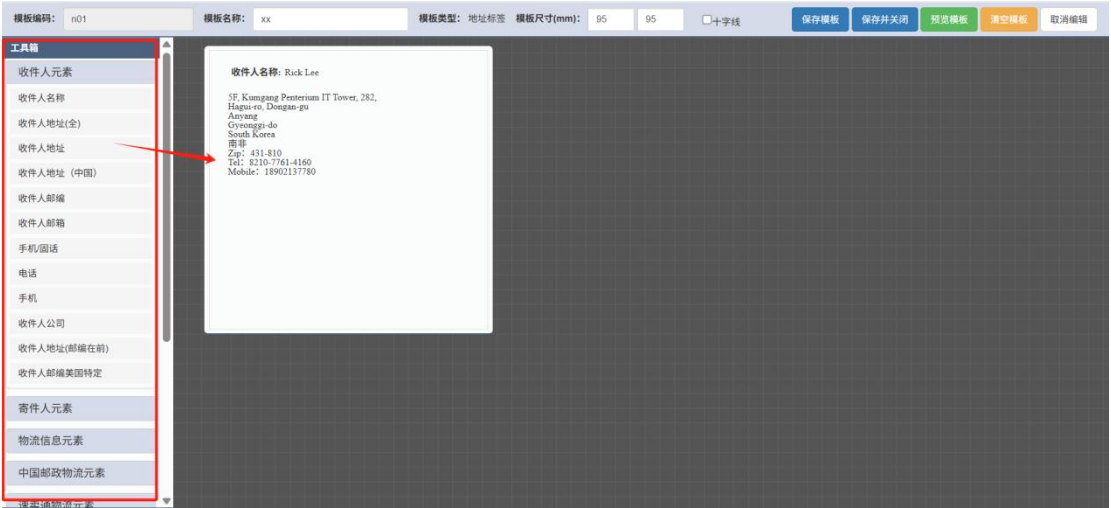 模板编码: n01 模板名称: xx 模板类型: 地址标签 模板尺寸(mm): 95 95 十字线 保存模板 保存并关闭 预览模板 清空模板 取消编辑
工具箱
收件人元素
收件人名称
收件人地址(全)
收件人地址
收件人地址（中国）
收件人邮编
收件人邮箱
手机/固话
电话
手机
收件人公司
收件人地址(邮编在前)
收件人邮编美国特定
寄件人元素
物流信息元素
中国邮政物流元素
速卖通物流元素
收件人名称: Rick Lee
5F, Kumgang Penterium IT Tower, 282,
Hagui-ro, Dongan-gu
Anyang
Gyeonggi-do
South Korea
南非
Zip: 431-810
Tel: 8210-7761-4160
Mobile: 18902137780